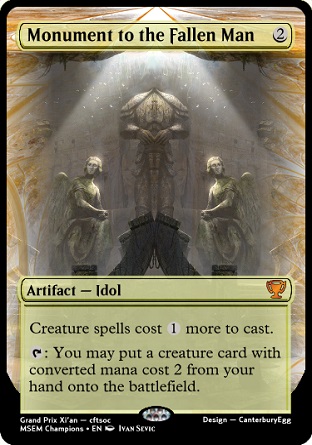 Monument to the Fallen Man 2
Artifact — Idol
Creature spells cost 1 more to cast.
: You may put a creature card with
converted mana cost 2 from your
hand onto the battlefield.
Grand Prix Xi'an — cftsoc
Design — CanterburyEgg
MSEM Champions • EN IVAN SEVIC